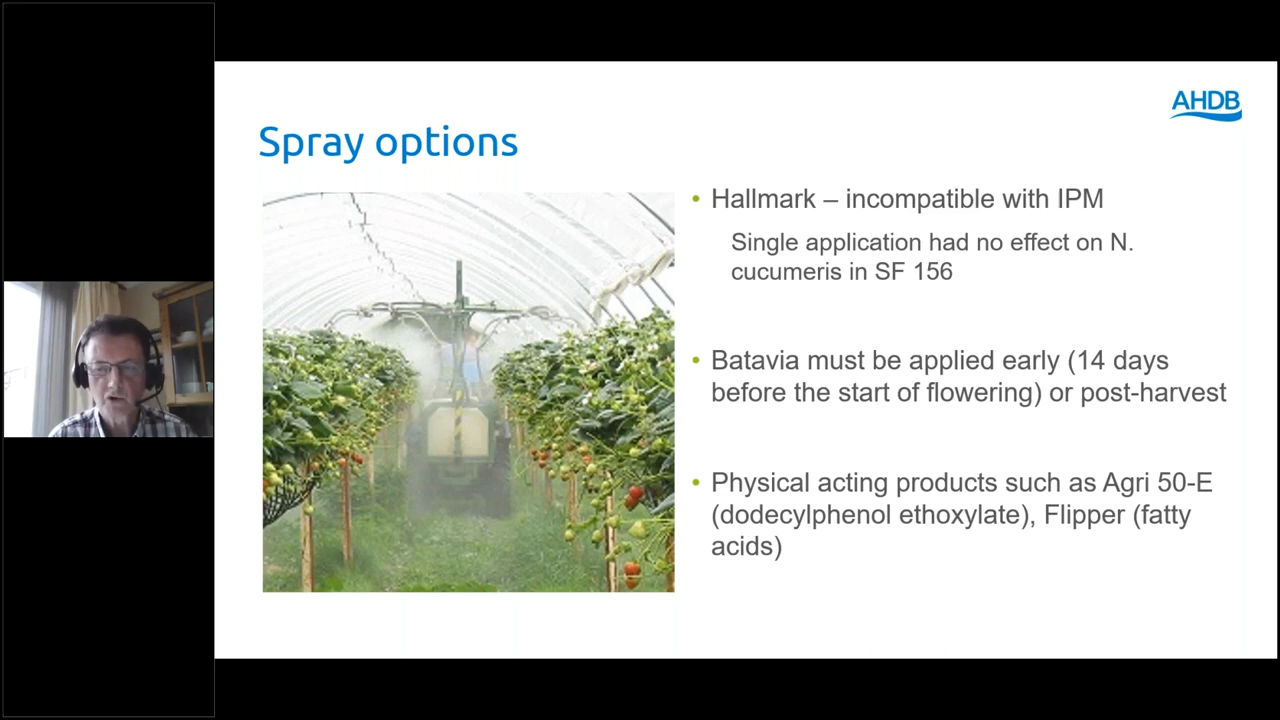 AHDB
Spray options
• Hallmark – incompatible with IPM
Single application had no effect on N.
cucumeris in SF 156
• Batavia must be applied early (14 days
before the start of flowering) or post-harvest
• Physical acting products such as Agri 50-E
(dodecylphenol ethoxylate), Flipper (fatty
acids)